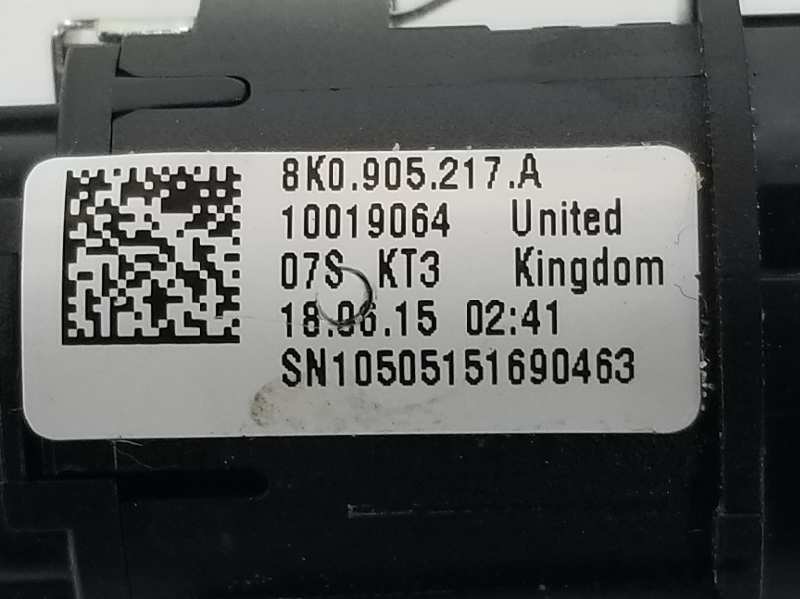 8K0.905.217.A
10019064 United
07S KT3 Kingdom
18.06.15 02:41
SN10505151690463